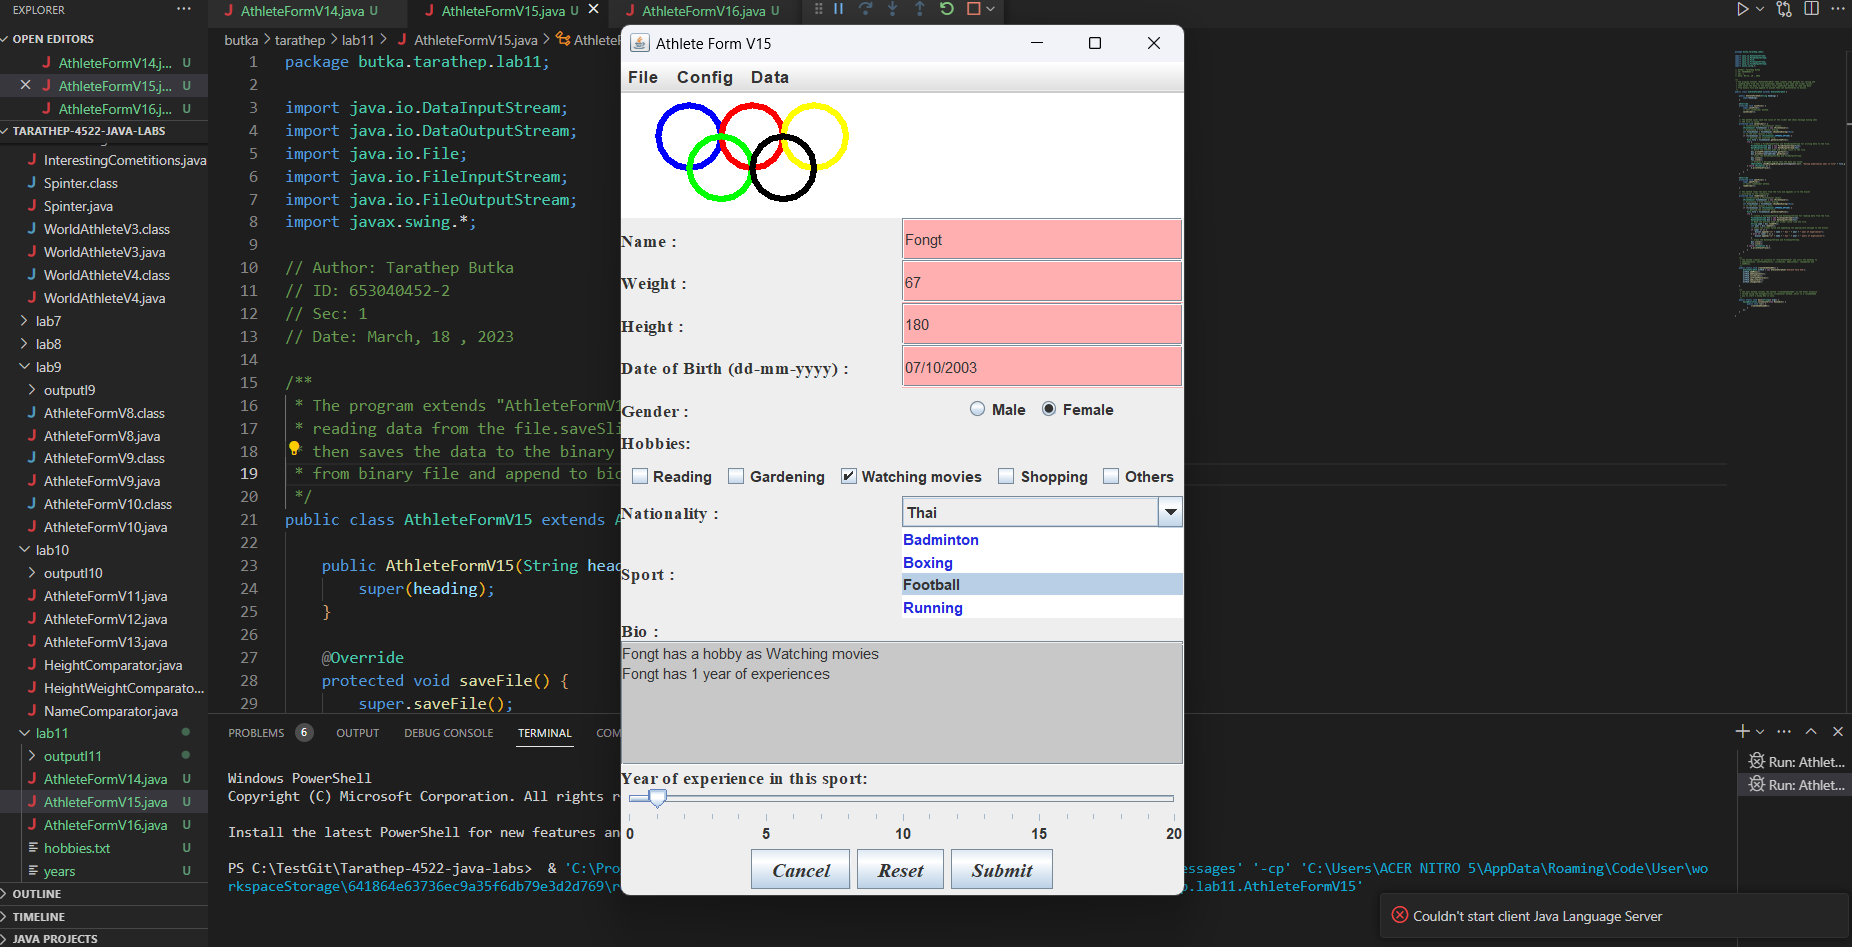 EXPLORER
···
OPEN EDITORS
AthleteFormV14.j... U
AthleteFormV15.j... U
AthleteFormV16.j... U
TARATHEP-4522-JAVA-LABS
InterestingCometitions.java
Spinter.class
Spinter.java
WorldAthleteV3.class
WorldAthleteV3.java
WorldAthleteV4.class
WorldAthleteV4.java
lab7
lab8
lab9
outputl9
AthleteFormV8.class
AthleteFormV8.java
AthleteFormV9.class
AthleteFormV9.java
AthleteFormV10.class
AthleteFormV10.java
lab10
outputl10
AthleteFormV11.java
AthleteFormV12.java
AthleteFormV13.java
HeightComparator.java
HeightWeightComparato...
NameComparator.java
lab11
outputl11
AthleteFormV14.java U
AthleteFormV15.java U
AthleteFormV16.java U
hobbies.txt U
years U
OUTLINE
TIMELINE
JAVA PROJECTS
AthleteFormV14.java U
AthleteFormV15.java U
AthleteFormV16.java U
butka > tarathep > lab11 > AthleteFormV15.java > AthleteF
1 package butka.tarathep.lab11;
2
3 import java.io.DataInputStream;
4 import java.io.DataOutputStream;
5 import java.io.File;
6 import java.io.FileInputStream;
7 import java.io.FileOutputStream;
8 import javax.swing.*;
9
10 // Author: Tarathep Butka
11 // ID: 653040452-2
12 // Sec: 1
13 // Date: March, 18 , 2023
14
15 /**
16 * The program extends "AthleteFormV1
17 * reading data from the file.saveSli
18 * then saves the data to the binary
19 * from binary file and append to bio
20 */
21 public class AthleteFormV15 extends A
22
23 public AthleteFormV15(String head
24 super(heading);
25 }
26
27 @Override
28 protected void saveFile() {
29 super.saveFile();
Athlete Form V15
File Config Data
Name :
Fongt
Weight :
67
Height :
180
Date of Birth (dd-mm-yyyy) :
07/10/2003
Gender :
Male Female
Hobbies:
Reading Gardening Watching movies Shopping Others
Nationality :
Thai
Sport :
Badminton
Boxing
Football
Running
Bio :
Fongt has a hobby as Watching movies
Fongt has 1 year of experiences
Year of experience in this sport:
0 5 10 15 20
Cancel Reset Submit
PROBLEMS 6 OUTPUT DEBUG CONSOLE TERMINAL COM
Windows PowerShell
Copyright (C) Microsoft Corporation. All rights r
Install the latest PowerShell for new features an
PS C:\TestGit\Tarathep-4522-java-labs> & 'C:\Pro essages' '-cp' 'C:\Users\ACER NITRO 5\AppData\Roaming\Code\User\wo
rkspaceStorage\641864e63736ec9a35f6db79e3d2d769\r p.lab11.AthleteFormV15'
Run: Athlet...
Run: Athlet...
Couldn't start client Java Language Server